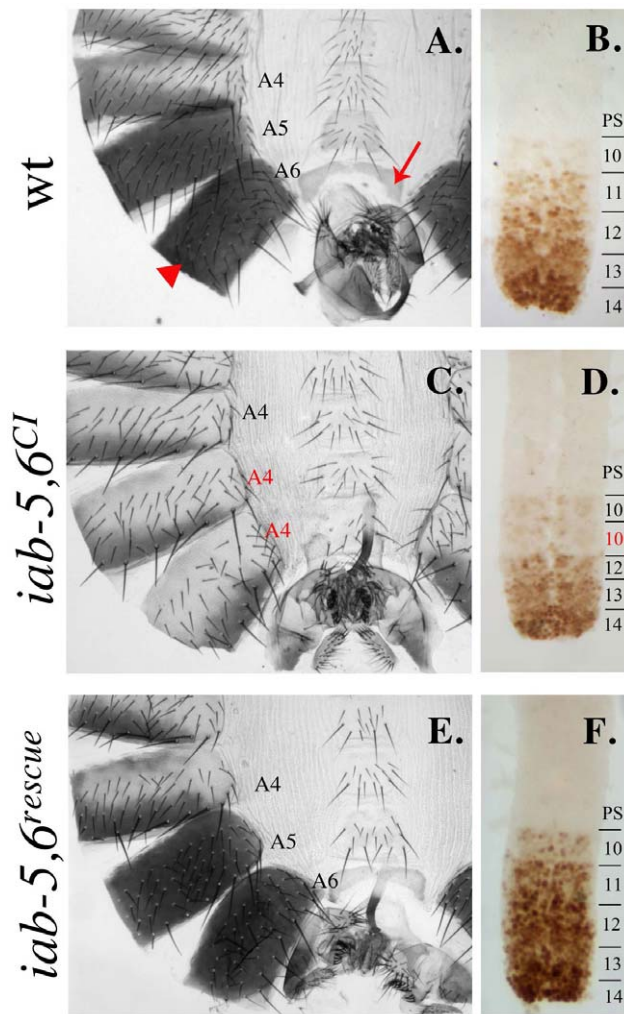 wt
A.
A4
A5
A6
B.
PS
10
11
12
13
14
iab-5,6CI
C.
A4
A4
A4
D.
PS
10
10
12
13
14
iab-5,6rescue
E.
A4
A5
A6
F.
PS
10
11
12
13
14